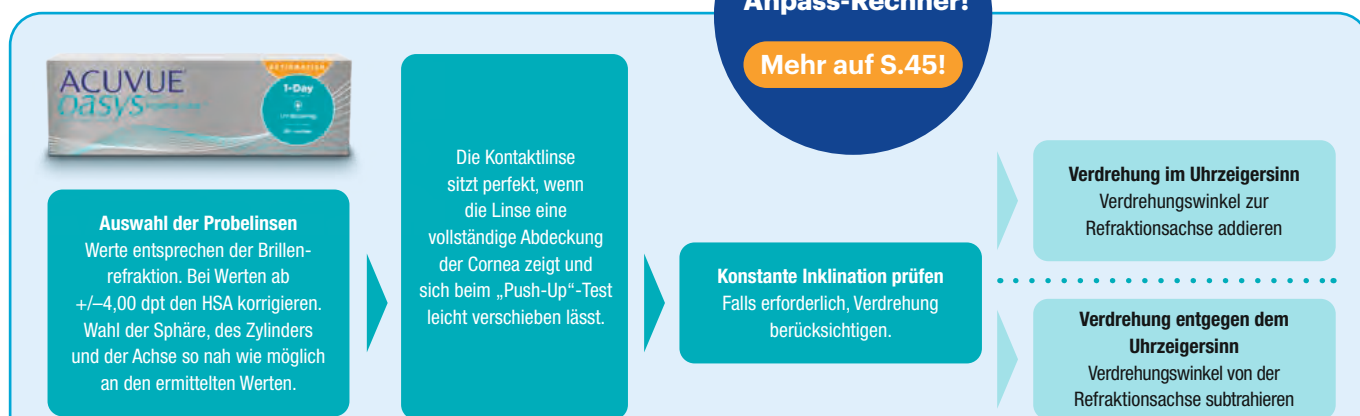 Anpass-Rechner!
Mehr auf S.45!
ACUVUE
OASYS
ASTIGMATISM
1-Day
Auswahl der Probelinsen
Werte entsprechen der Brillen-
refraktion. Bei Werten ab
+/–4,00 dpt den HSA korrigieren.
Wahl der Sphäre, des Zylinders
und der Achse so nah wie möglich
an den ermittelten Werten.
Die Kontaktlinse
sitzt perfekt, wenn
die Linse eine
vollständige Abdeckung
der Cornea zeigt und
sich beim „Push-Up“-Test
leicht verschieben lässt.
Konstante Inklination prüfen
Falls erforderlich, Verdrehung
berücksichtigen.
Verdrehung im Uhrzeigersinn
Verdrehungswinkel zur
Refraktionsachse addieren
Verdrehung entgegen dem
Uhrzeigersinn
Verdrehungswinkel von der
Refraktionsachse subtrahieren